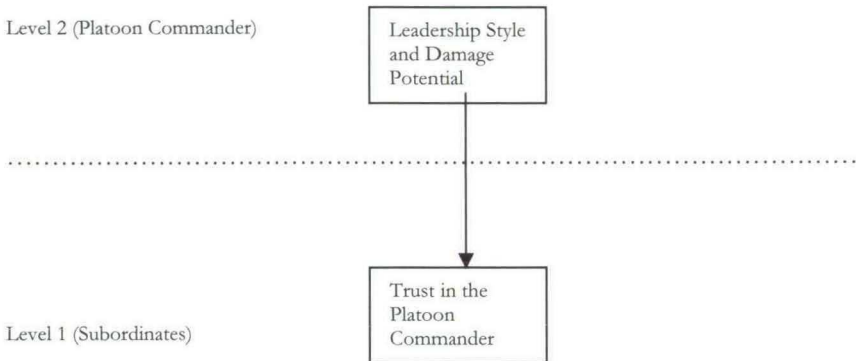 Level 2 (Platoon Commander)
Leadership Style
and Damage
Potential
Trust in the
Platoon
Commander
Level 1 (Subordinates)